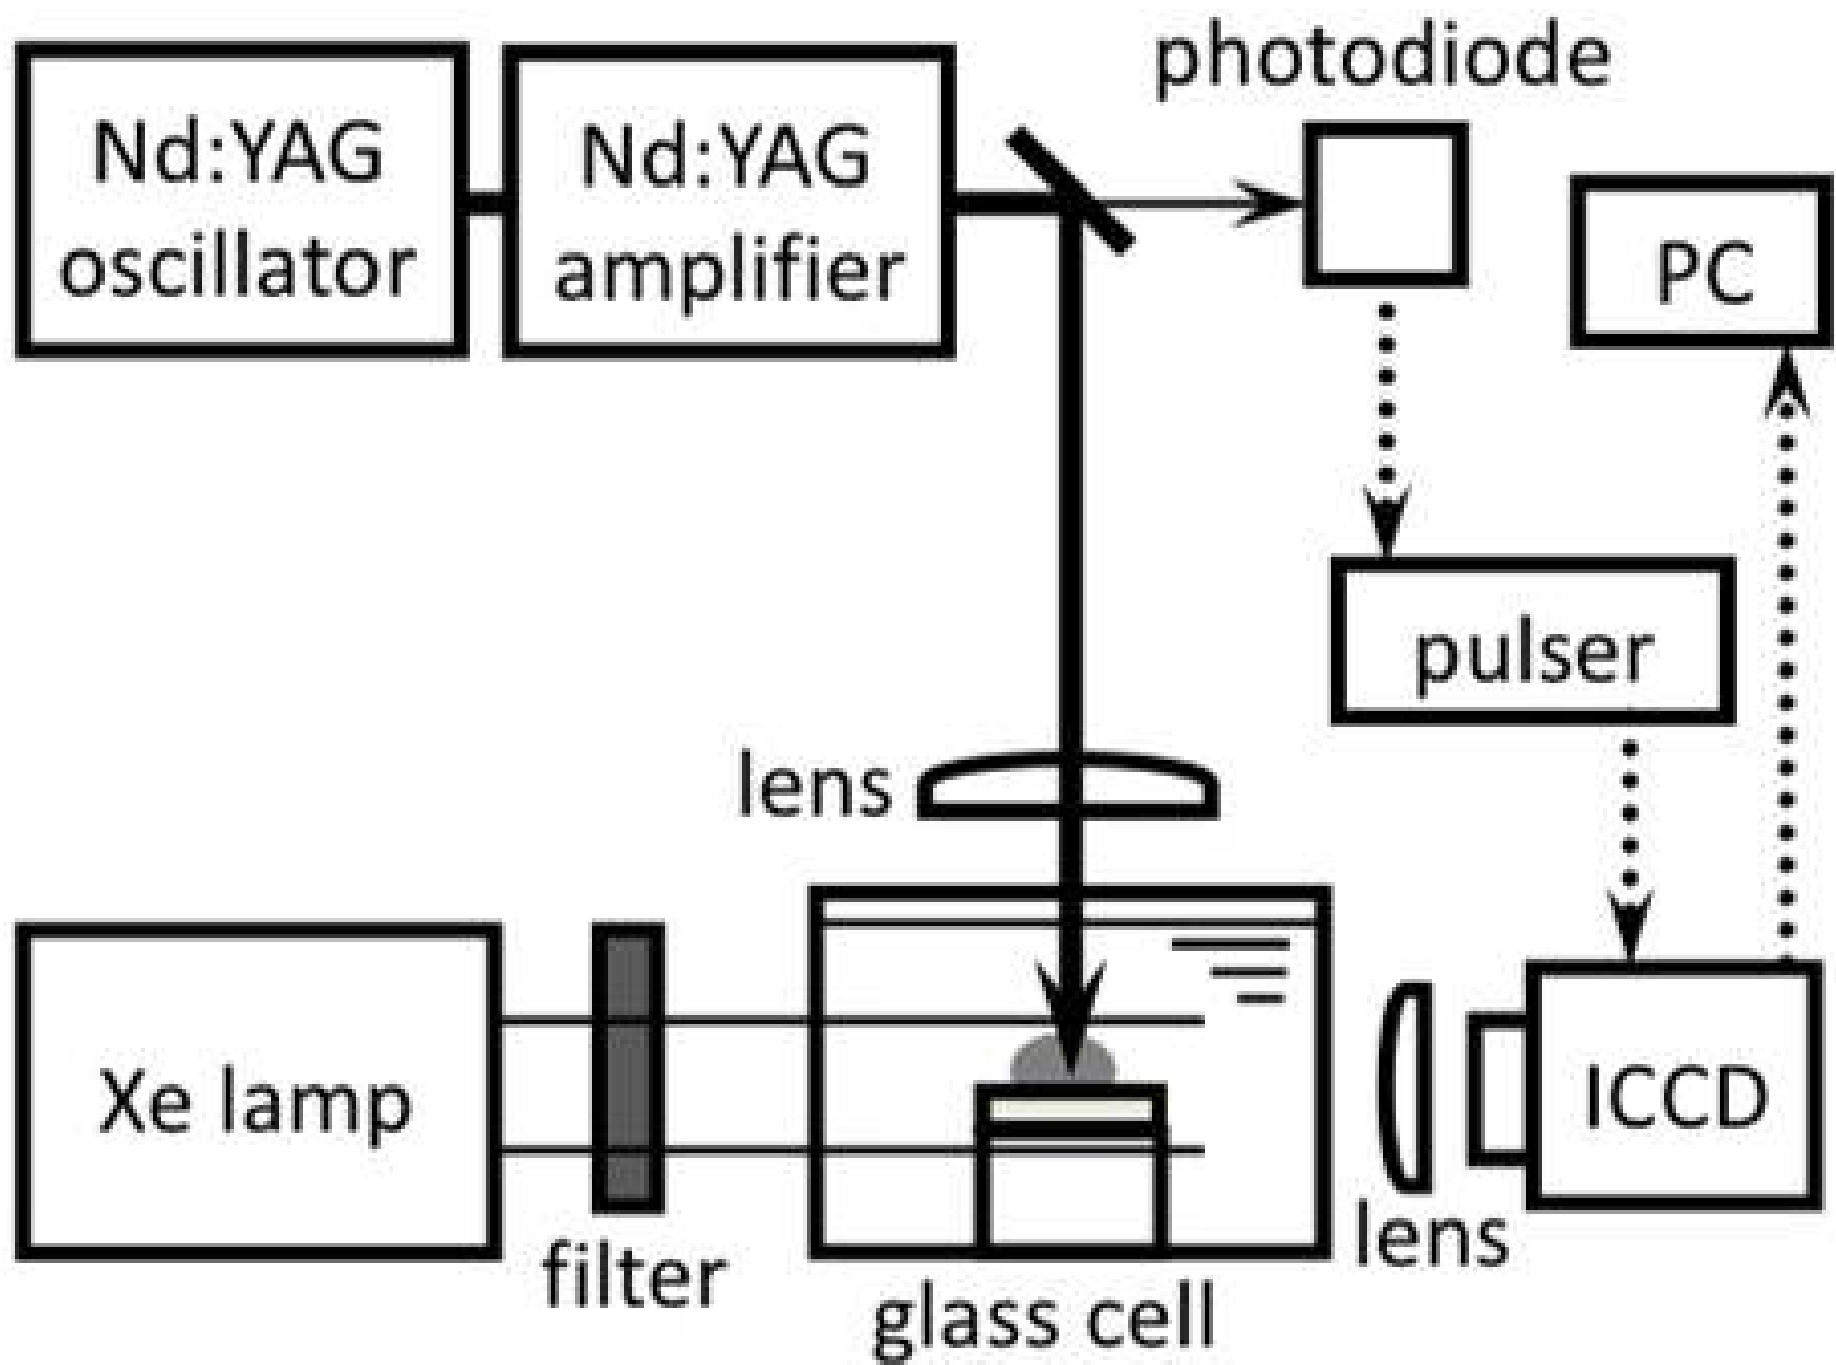 photodiode
Nd:YAG
oscillator
Nd:YAG
amplifier
PC
pulser
lens
Xe lamp
ICCD
filter
lens
glass cell